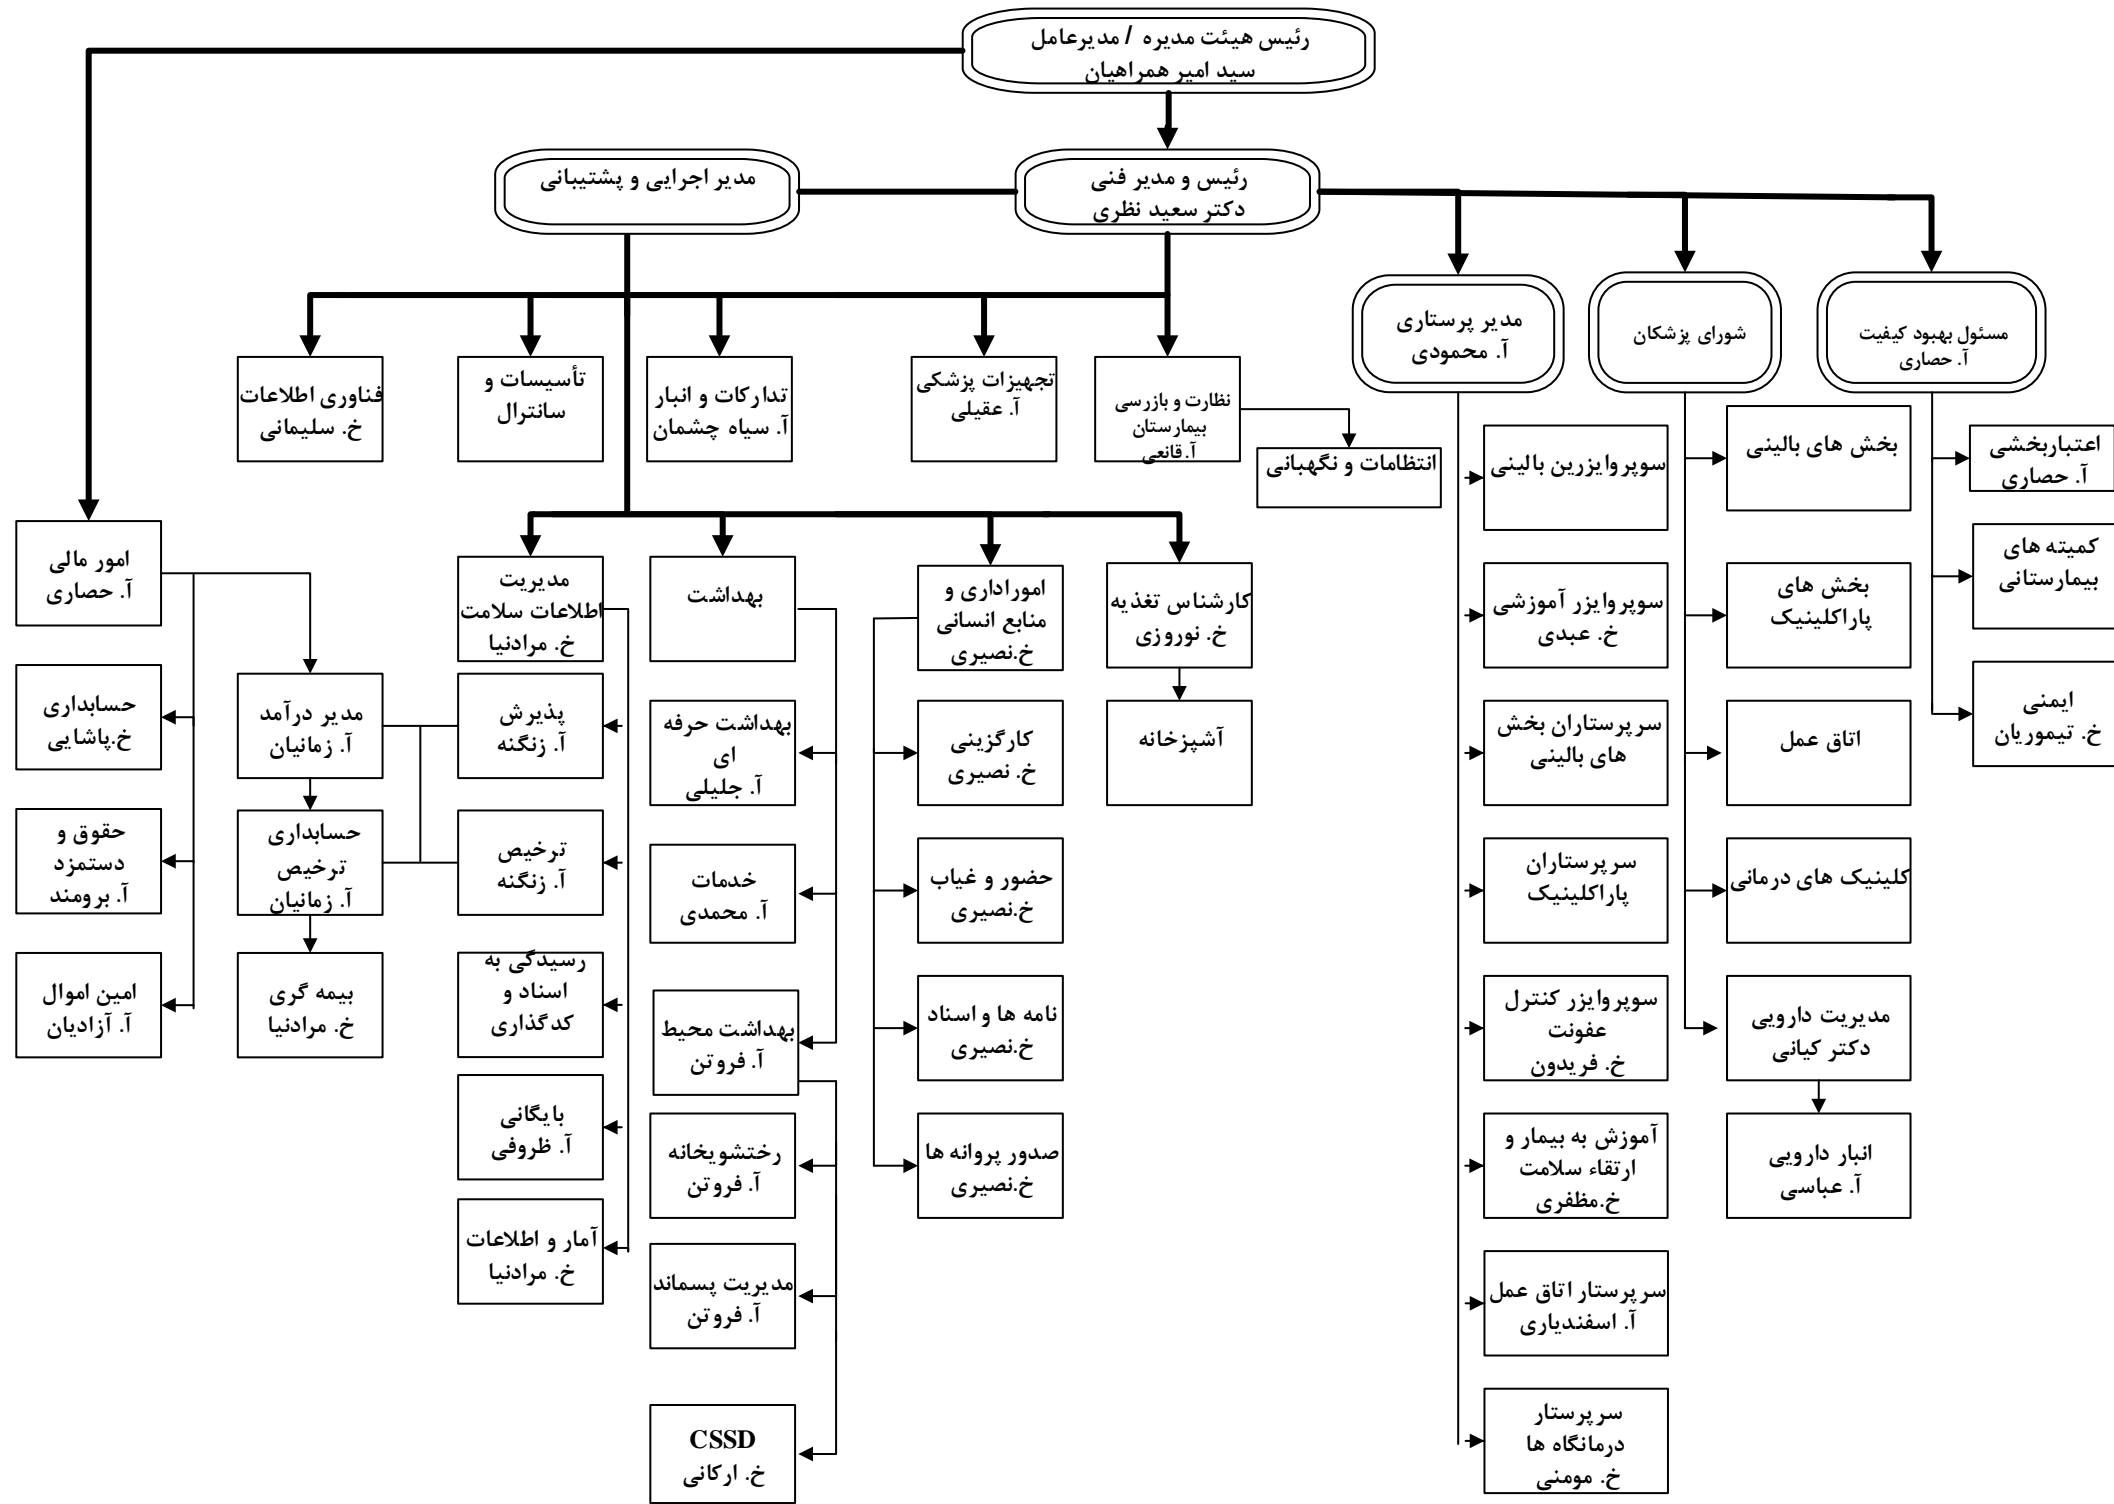 رئیس هیئت مدیره / مدیرعامل
سید امیر همراهیان
رئیس و مدیر فنی
دکتر سعید نظری
مدیر اجرایی و پشتیبانی
مسئول بهبود کیفیت
آ. حصاری
شورای پزشکان
مدیر پرستاری
آ. محمودی
نظارت و بازرسی
بیمارستان
آ.قانعی
تجهیزات پزشکی
آ. عقیلی
تدارکات و انبار
آ. سیاه چشمان
تأسیسات و
سانترال
فناوری اطلاعات
خ. سلیمانی
انتظامات و نگهبانی
اعتباربخشی
آ. حصاری
کمیته های
بیمارستانی
ایمنی
خ. تیموریان
بخش های بالینی
بخش های
پاراکلینیک
اتاق عمل
کلینیک های درمانی
مدیریت دارویی
دکتر کیانی
انبار دارویی
آ. عباسی
سوپروایزرین بالینی
سوپروایزر آموزشی
خ. عبدی
سرپرستاران بخش
های بالینی
سرپرستاران
پاراکلینیک
سوپروایزر کنترل
عفونت
خ. فریدون
آموزش به بیمار و
ارتقاء سلامت
خ.مظفری
سرپرستار اتاق عمل
آ. اسفندیاری
سرپرستار
درمانگاه ها
خ. مومنی
کارشناس تغذیه
خ. نوروزی
آشپزخانه
اموراداری و
منابع انسانی
خ.نصیری
کارگزینی
خ. نصیری
حضور و غیاب
خ.نصیری
نامه ها و اسناد
خ.نصیری
صدور پروانه ها
خ.نصیری
بهداشت
بهداشت حرفه
ای
آ. جلیلی
خدمات
آ. محمدی
بهداشت محیط
آ. فروتن
رختشویخانه
آ. فروتن
مدیریت پسماند
آ. فروتن
CSSD
خ. ارکانی
مدیریت
اطلاعات سلامت
خ. مرادنیا
پذیرش
آ. زنگنه
ترخیص
آ. زنگنه
رسیدگی به
اسناد و
کدگذاری
بایگانی
آ. ظروفی
آمار و اطلاعات
خ. مرادنیا
امور مالی
آ. حصاری
مدیر درآمد
آ. زمانیان
حسابداری
ترخیص
آ. زمانیان
بیمه گری
خ. مرادنیا
حسابداری
خ.پاشایی
حقوق و
دستمزد
آ. برومند
امین اموال
آ. آزادیان